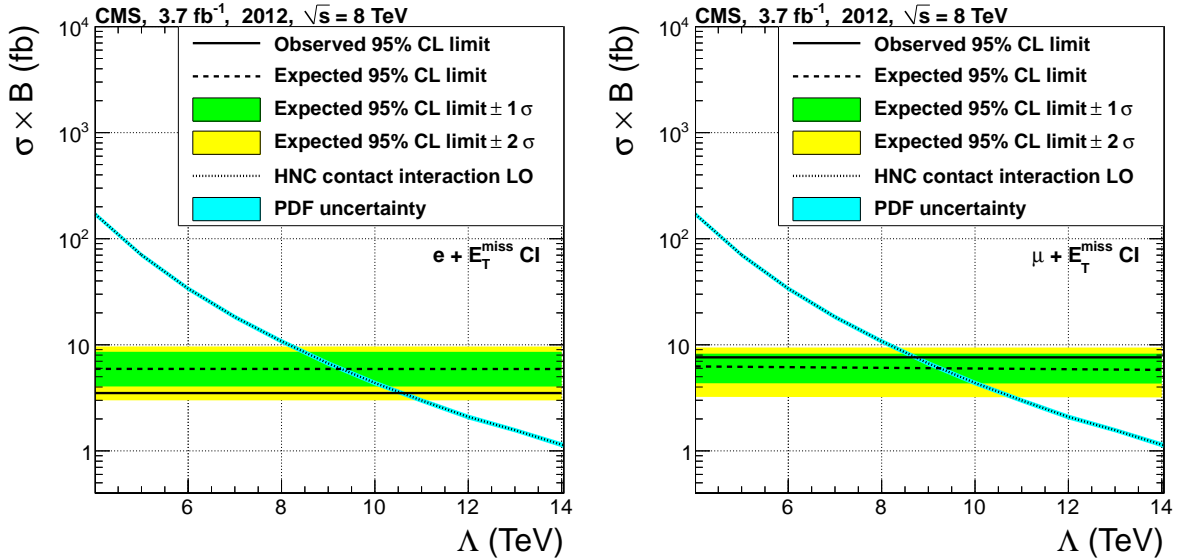 CMS, 3.7 fb⁻¹, 2012, √s = 8 TeV
σ × B (fb)
10⁴
10³
10²
10
1
Observed 95% CL limit
Expected 95% CL limit
Expected 95% CL limit ± 1 σ
Expected 95% CL limit ± 2 σ
HNC contact interaction LO
PDF uncertainty
e + E_T^miss CI
6 8 10 12 14
Λ (TeV)
CMS, 3.7 fb⁻¹, 2012, √s = 8 TeV
σ × B (fb)
10⁴
10³
10²
10
1
Observed 95% CL limit
Expected 95% CL limit
Expected 95% CL limit ± 1 σ
Expected 95% CL limit ± 2 σ
HNC contact interaction LO
PDF uncertainty
μ + E_T^miss CI
6 8 10 12 14
Λ (TeV)